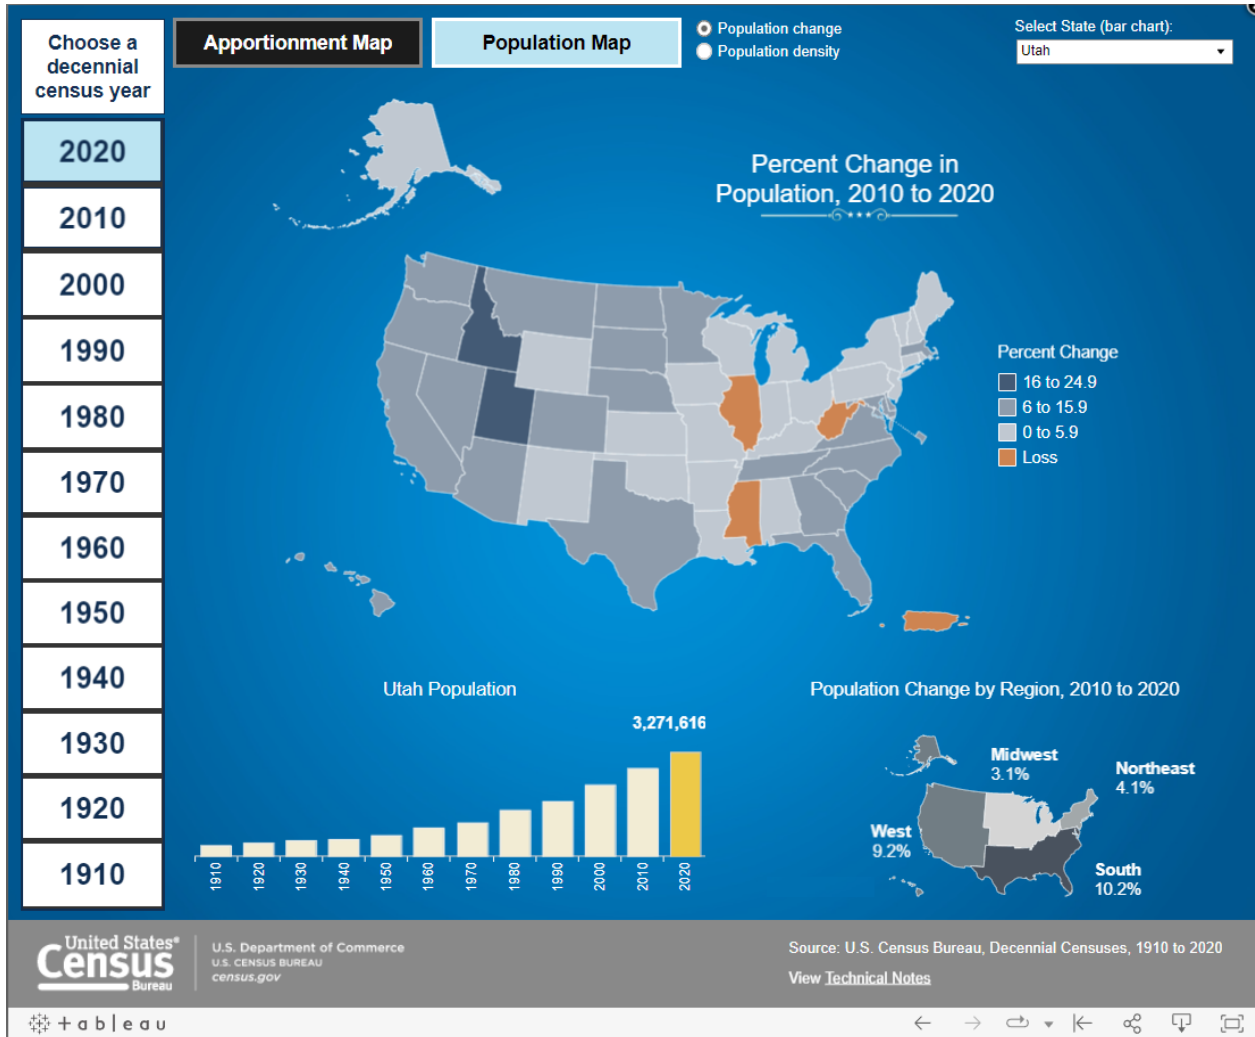 Choose a
decennial
census year
2020
2010
2000
1990
1980
1970
1960
1950
1940
1930
1920
1910
Apportionment Map
Population Map
Population change
Population density
Select State (bar chart):
Utah
Percent Change in
Population, 2010 to 2020
Percent Change
16 to 24.9
6 to 15.9
0 to 5.9
Loss
Utah Population
3,271,616
1910
1920
1930
1940
1950
1960
1970
1980
1990
2000
2010
2020
Population Change by Region, 2010 to 2020
Midwest
3.1%
Northeast
4.1%
West
9.2%
South
10.2%
United States®
Census
Bureau
U.S. Department of Commerce
U.S. CENSUS BUREAU
census.gov
Source: U.S. Census Bureau, Decennial Censuses, 1910 to 2020
View Technical Notes
+ a b l e a u